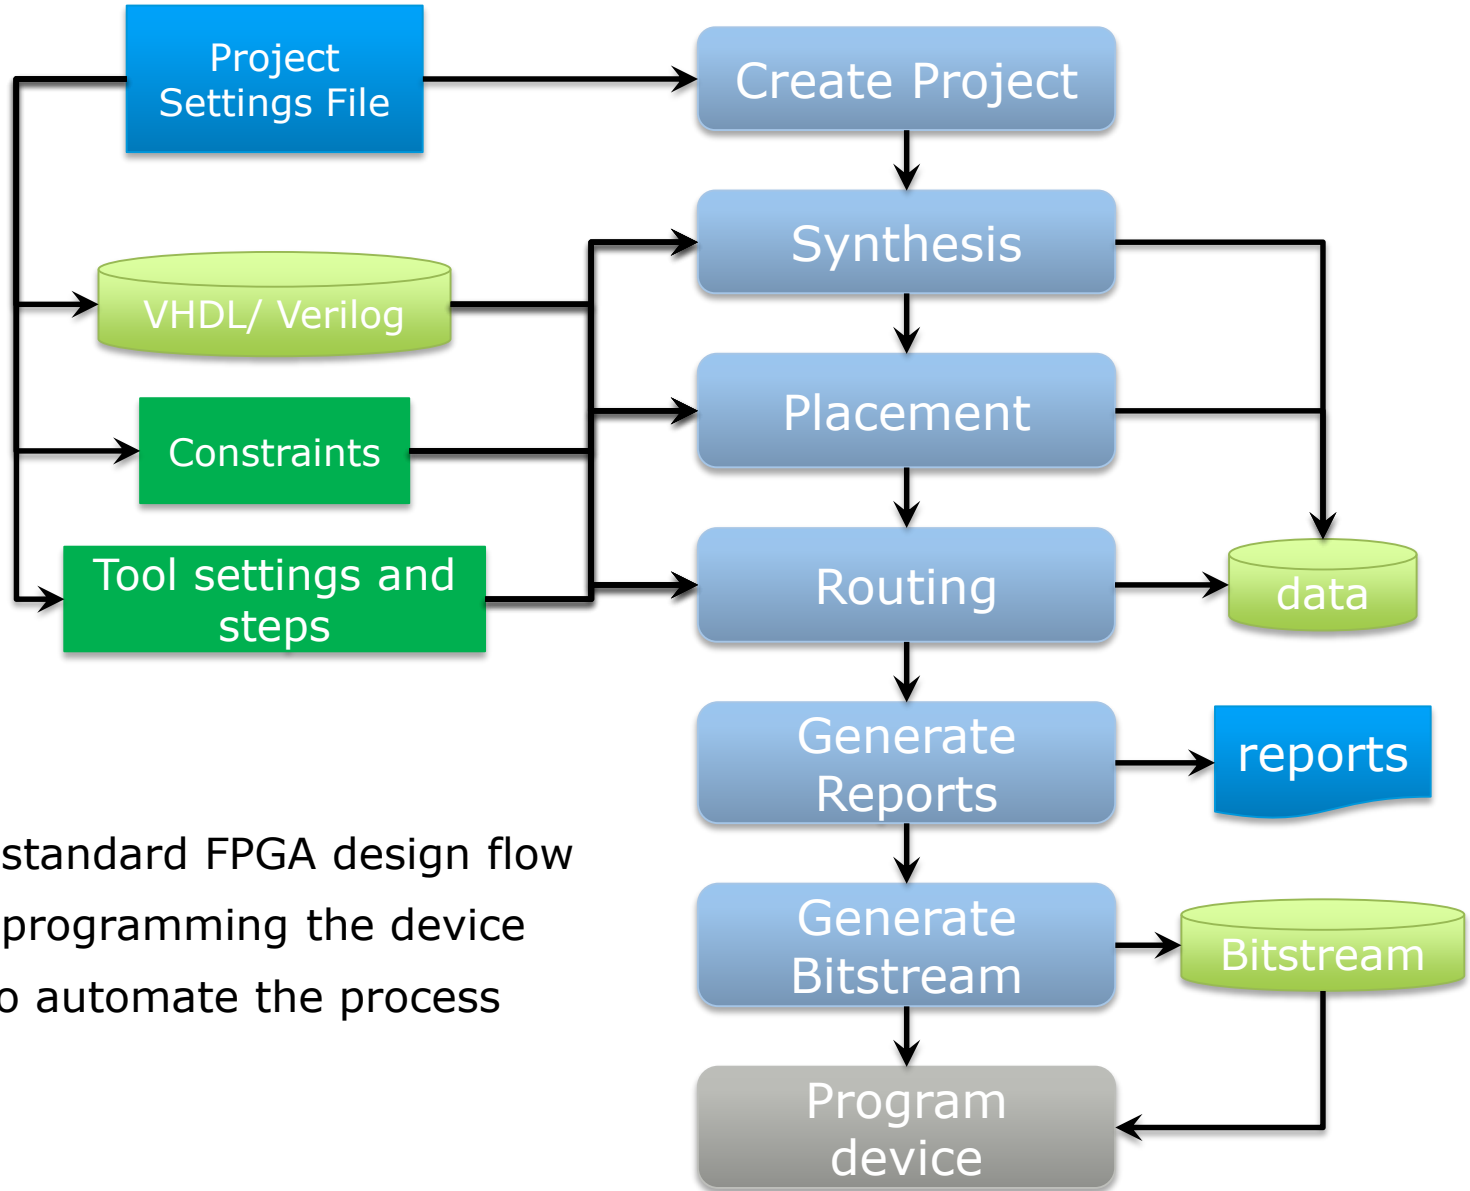 Project
Settings File
Create Project
Synthesis
VHDL/ Verilog
Placement
Constraints
Tool settings and
steps
Routing
data
Generate
Reports
reports
standard FPGA design flow
programming the device
automate the process
Generate
Bitstream
Bitstream
Program
device